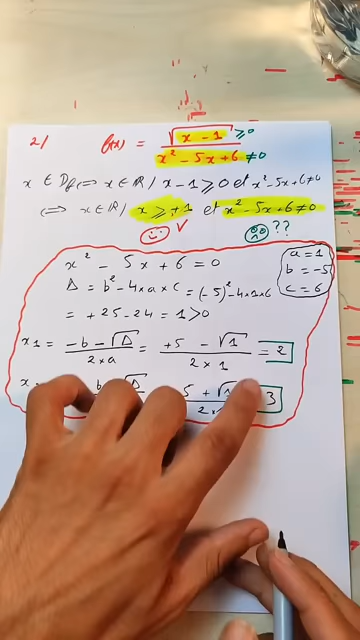 2/ f(x) = √(x - 1) ≥0 / (x² - 5x + 6) ≠0
x ∈ Df ⟺ x ∈ ℝ / x - 1 ≥ 0 et x² - 5x + 6 ≠ 0
⟺ x ∈ ℝ / x ≥ +1 et x² - 5x + 6 ≠ 0
✓ ??
x² - 5x + 6 = 0
a = 1
b = -5
c = 6
Δ = b² - 4 × a × c = (-5)² - 4×1×6
= +25 - 24 = 1 > 0
x₁ = (-b - √Δ) / (2 × a) = (+5 - √1) / (2 × 1) = 2
b √Δ 5 + √ / 2 × 3